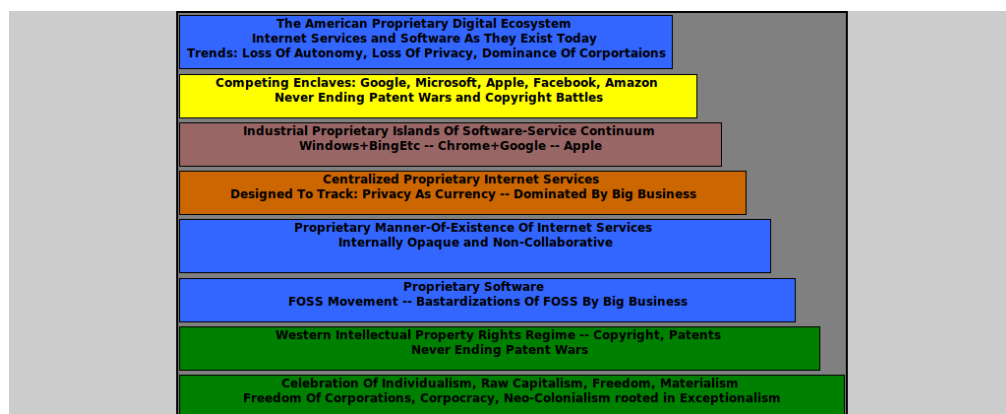 The American Proprietary Digital Ecosystem
Internet Services and Software As They Exist Today
Trends: Loss Of Autonomy, Loss Of Privacy, Dominance Of Corportaions
Competing Enclaves: Google, Microsoft, Apple, Facebook, Amazon
Never Ending Patent Wars and Copyright Battles
Industrial Proprietary Islands Of Software-Service Continuum
Windows+BingEtc -- Chrome+Google -- Apple
Centralized Proprietary Internet Services
Designed To Track: Privacy As Currency -- Dominated By Big Business
Proprietary Manner-Of-Existence Of Internet Services
Internally Opaque and Non-Collaborative
Proprietary Software
FOSS Movement -- Bastardizations Of FOSS By Big Business
Western Intellectual Property Rights Regime -- Copyright, Patents
Never Ending Patent Wars
Celebration Of Individualism, Raw Capitalism, Freedom, Materialism
Freedom Of Corporations, Corpocracy, Neo-Colonialism rooted in Exceptionalism